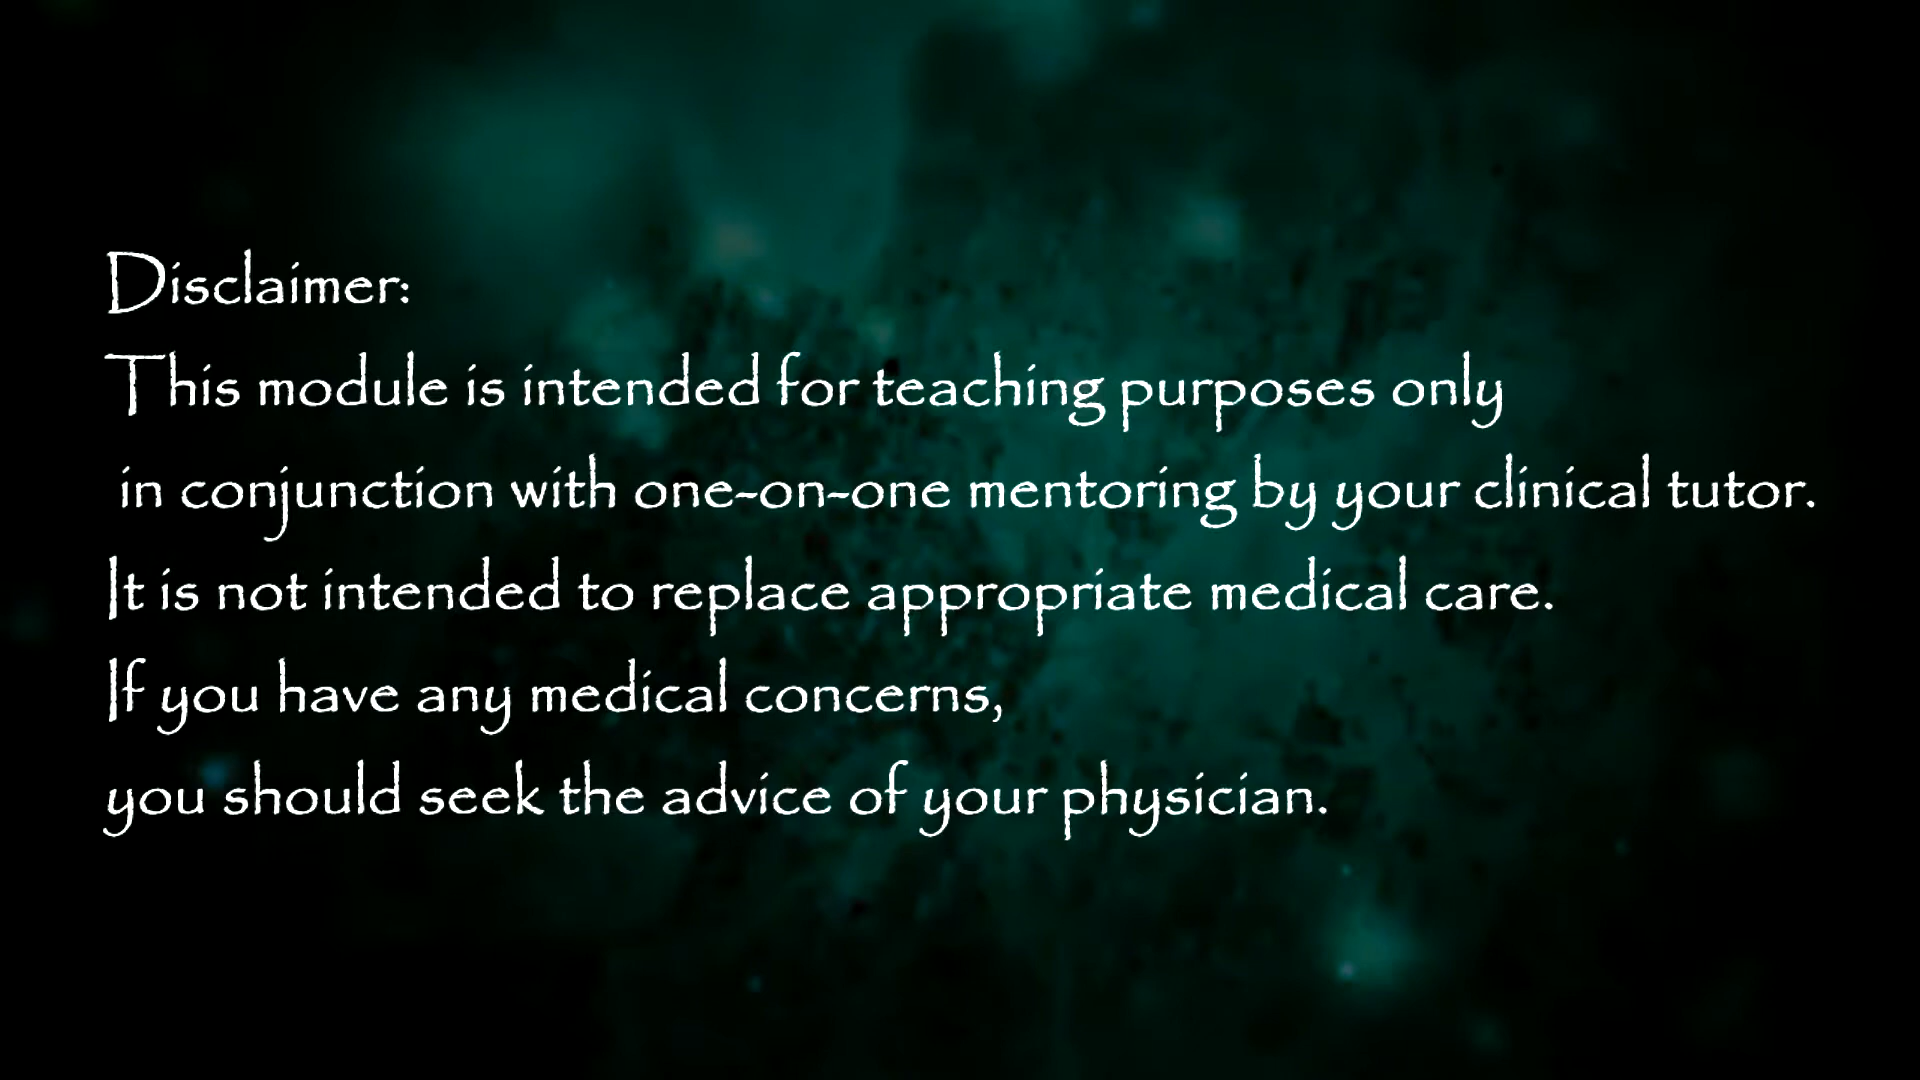 Disclaimer:
This module is intended for teaching purposes only
in conjunction with one-on-one mentoring by your clinical tutor.
It is not intended to replace appropriate medical care.
If you have any medical concerns,
you should seek the advice of your physician.